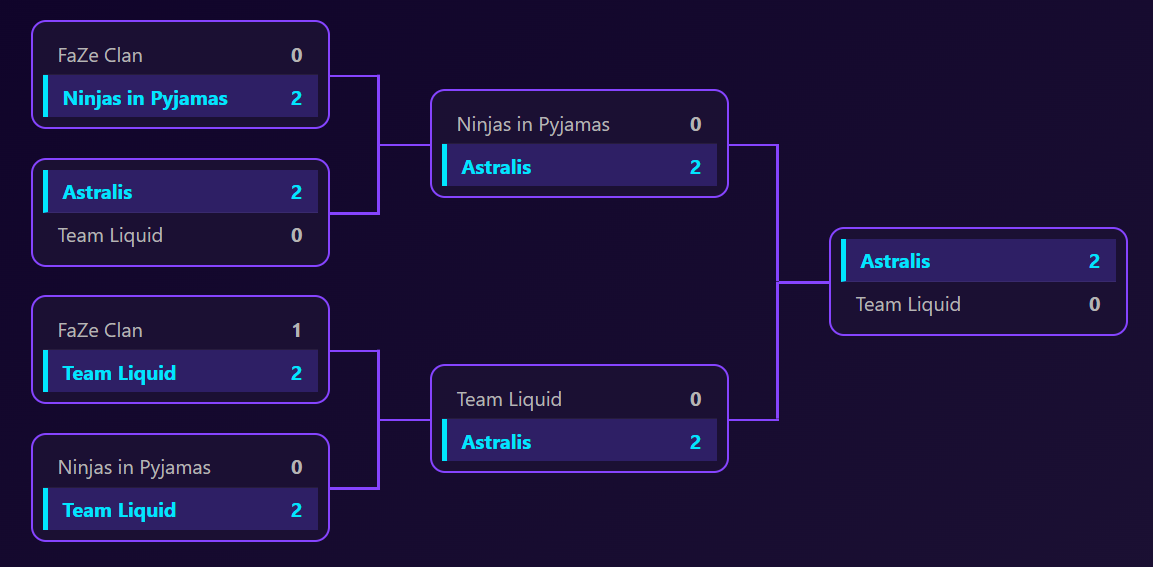 FaZe Clan 0
Ninjas in Pyjamas 2
Astralis 2
Team Liquid 0
FaZe Clan 1
Team Liquid 2
Ninjas in Pyjamas 0
Team Liquid 2
Ninjas in Pyjamas 0
Astralis 2
Team Liquid 0
Astralis 2
Astralis 2
Team Liquid 0